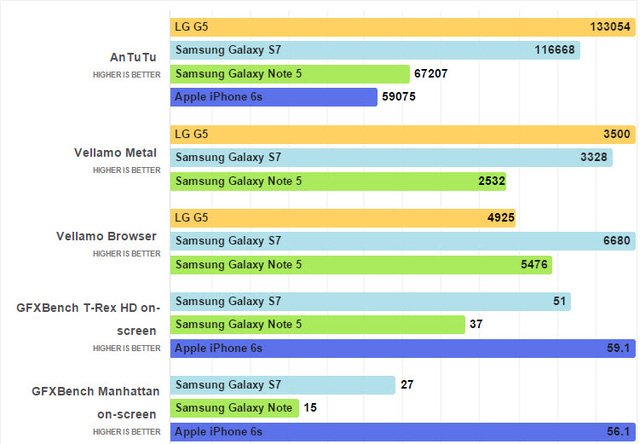 LG G5 133054
Samsung Galaxy S7 116668
AnTuTu
HIGHER IS BETTER
Samsung Galaxy Note 5 67207
Apple iPhone 6s 59075
LG G5 3500
Vellamo Metal
HIGHER IS BETTER
Samsung Galaxy S7 3328
Samsung Galaxy Note 5 2532
LG G5 4925
Vellamo Browser
HIGHER IS BETTER
Samsung Galaxy S7 6680
Samsung Galaxy Note 5 5476
Samsung Galaxy S7 51
GFXBench T-Rex HD on-
screen
HIGHER IS BETTER
Samsung Galaxy Note 5 37
Apple iPhone 6s 59.1
Samsung Galaxy S7 27
GFXBench Manhattan
on-screen
HIGHER IS BETTER
Samsung Galaxy Note 15
Apple iPhone 6s 56.1